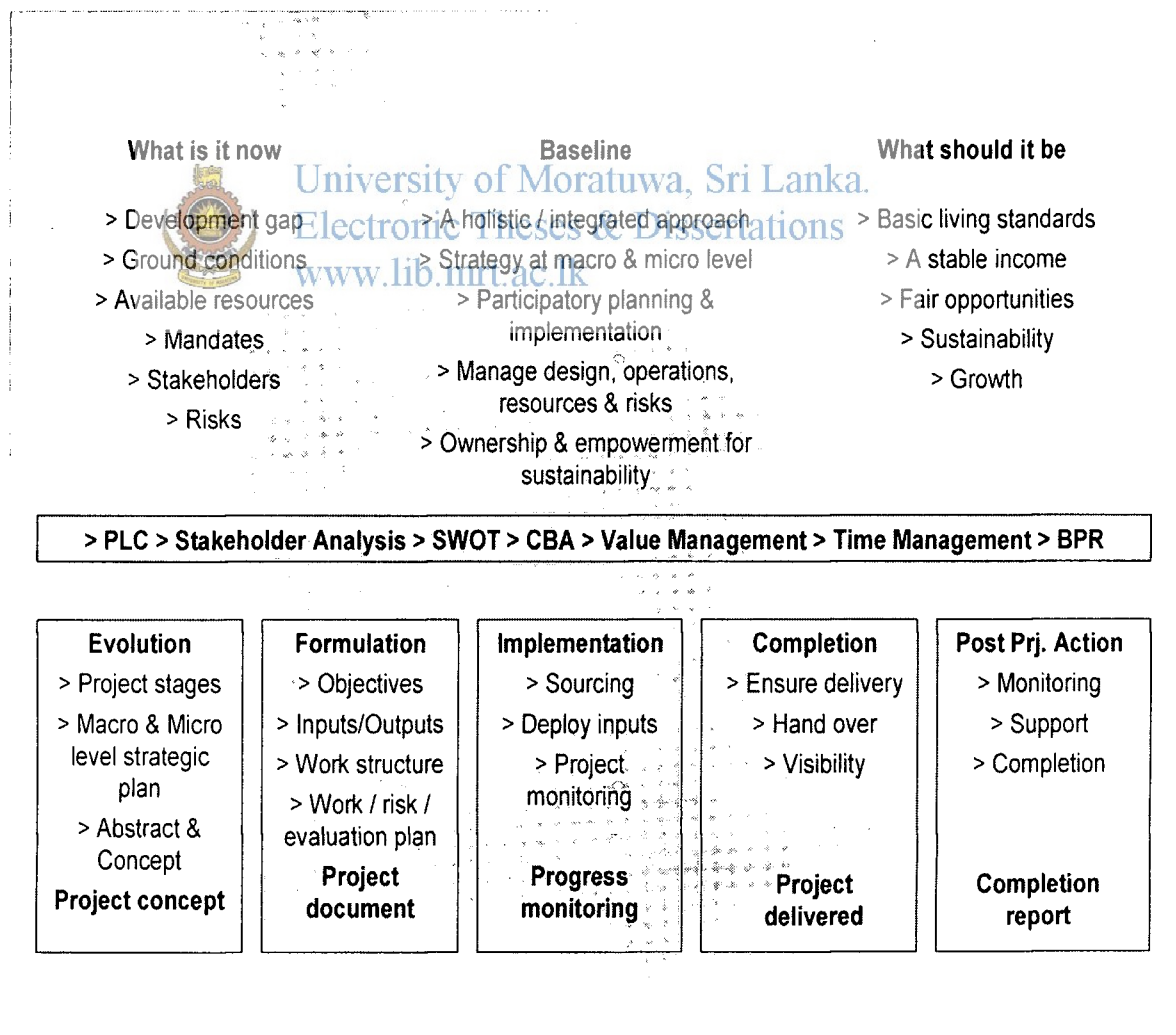 What is it now
> Development gap
> Ground conditions
> Available resources
> Mandates
> Stakeholders
> Risks
Baseline
> A holistic / integrated approach
> Strategy at macro & micro level
> Participatory planning &
implementation
> Manage design, operations,
resources & risks
> Ownership & empowerment for
sustainability
What should it be
> Basic living standards
> A stable income
> Fair opportunities
> Sustainability
> Growth
University of Moratuwa, Sri Lanka.
Electronic Theses & Dissertations
www.lib.mrt.ac.lk
> PLC > Stakeholder Analysis > SWOT > CBA > Value Management > Time Management > BPR
Evolution
> Project stages
> Macro & Micro
level strategic
plan
> Abstract &
Concept
Project concept
Formulation
> Objectives
> Inputs/Outputs
> Work structure
> Work / risk /
evaluation plan
Project
document
Implementation
> Sourcing
> Deploy inputs
> Project
monitoring
Progress
monitoring
Completion
> Ensure delivery
> Hand over
> Visibility
Project
delivered
Post Prj. Action
> Monitoring
> Support
> Completion
Completion
report